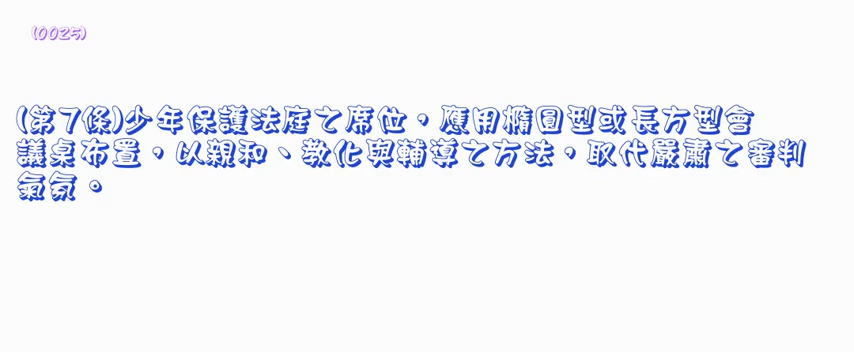 (0025)
(第7條)少年保護法庭之席位，應用橢圓型或長方型會
議桌布置，以親和、教化與輔導之方法，取代嚴肅之審判
氣氛。